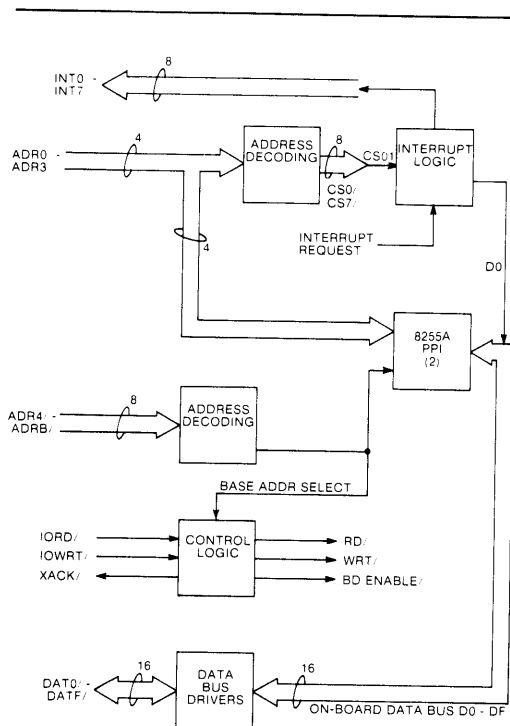 8
INT0 -
INT7
ADR0 -
ADR3
4
ADDRESS
DECODING
8
CS01
CS0/
CS7/
INTERRUPT
LOGIC
INTERRUPT
REQUEST
4
D0
8255A
PPI
(2)
ADR4/ -
ADRB/
8
ADDRESS
DECODING
BASE ADDR SELECT
IORD/
IOWRT/
XACK/
CONTROL
LOGIC
RD/
WRT/
BD ENABLE/
DAT0/ -
DATF/
16
DATA
BUS
DRIVERS
16
ON-BOARD DATA BUS D0 - DF